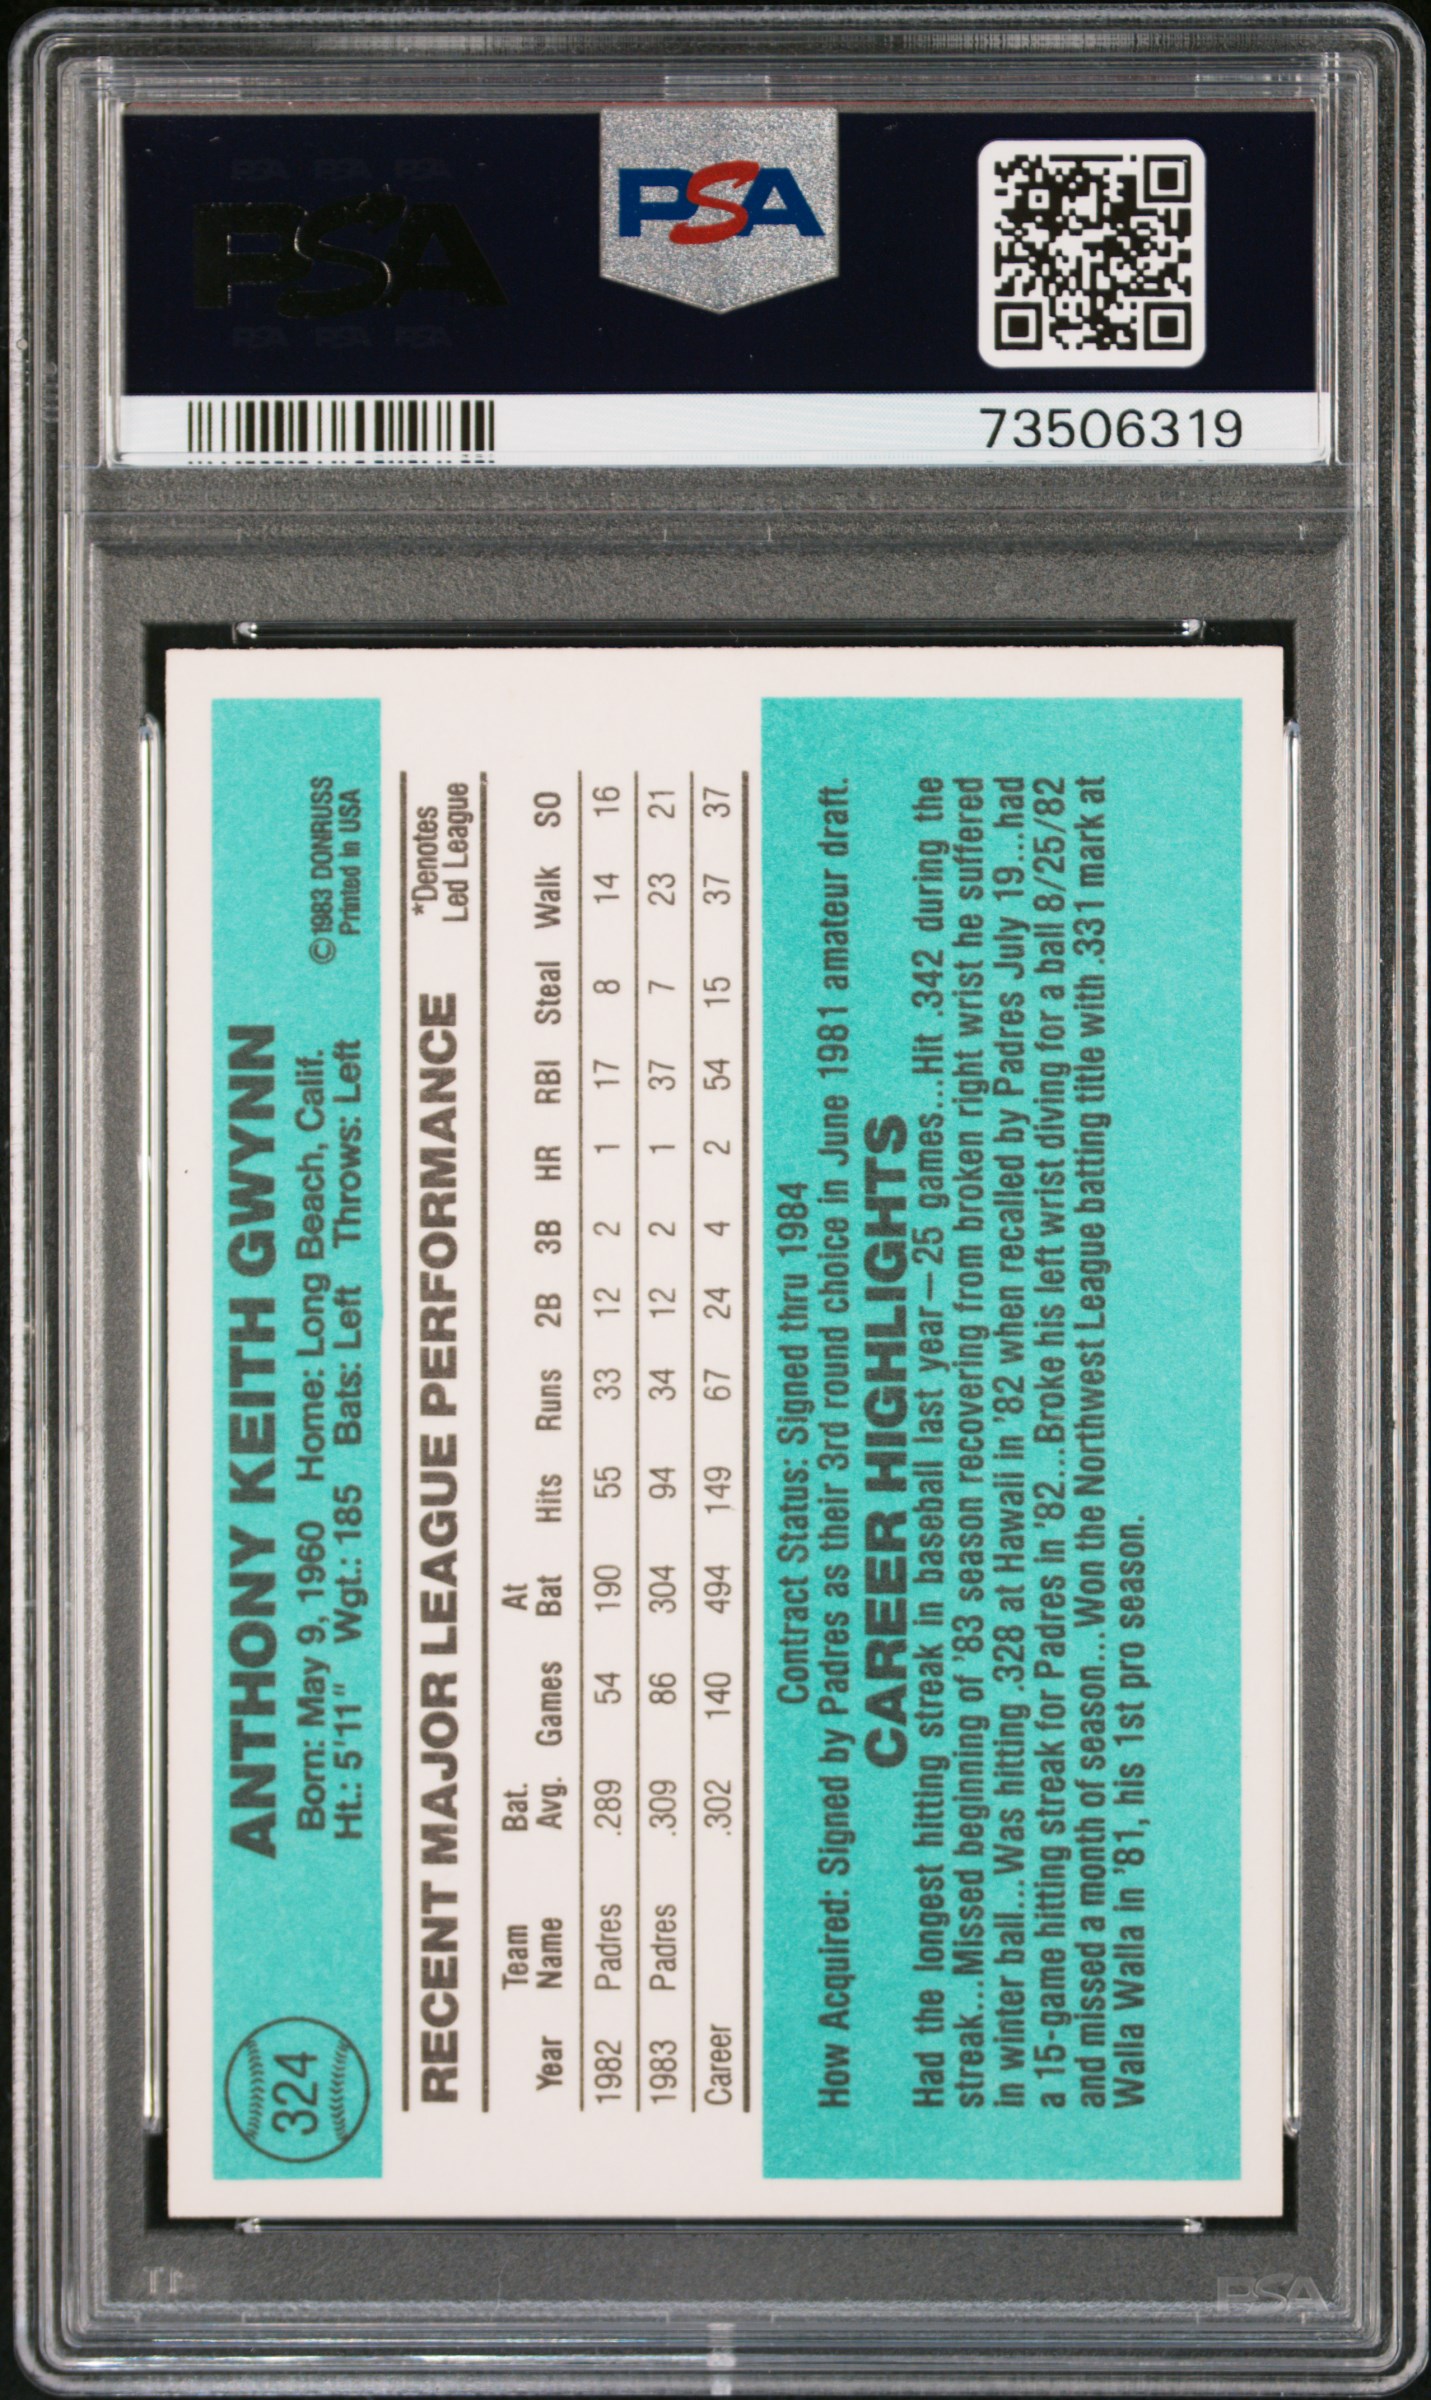 PSA PSA PSA
PSA
PSA PSA PSA
PSA
73506319
324
ANTHONY KEITH GWYNN
Born: May 9, 1960 Home: Long Beach, Calif.
Ht.: 5'11" Wgt.: 185 Bats: Left Throws: Left
©1983 DONRUSS
Printed in USA
RECENT MAJOR LEAGUE PERFORMANCE
*Denotes
Led League
Team Bat. At
Year Name Avg. Games Bat Hits Runs 2B 3B HR RBI Steal Walk SO
1982 Padres .289 54 190 55 33 12 2 1 17 8 14 16
1983 Padres .309 86 304 94 34 12 2 1 37 7 23 21
Career .302 140 494 149 67 24 4 2 54 15 37 37
Contract Status: Signed thru 1984
How Acquired: Signed by Padres as their 3rd round choice in June 1981 amateur draft.
CAREER HIGHLIGHTS
Had the longest hitting streak in baseball last year—25 games...Hit .342 during the
streak...Missed beginning of '83 season recovering from broken right wrist he suffered
in winter ball...Was hitting .328 at Hawaii in '82 when recalled by Padres July 19...had
a 15-game hitting streak for Padres in '82...Broke his left wrist diving for a ball 8/25/82
and missed a month of season...Won the Northwest League batting title with .331 mark at
Walla Walla in '81, his 1st pro season.
PSA